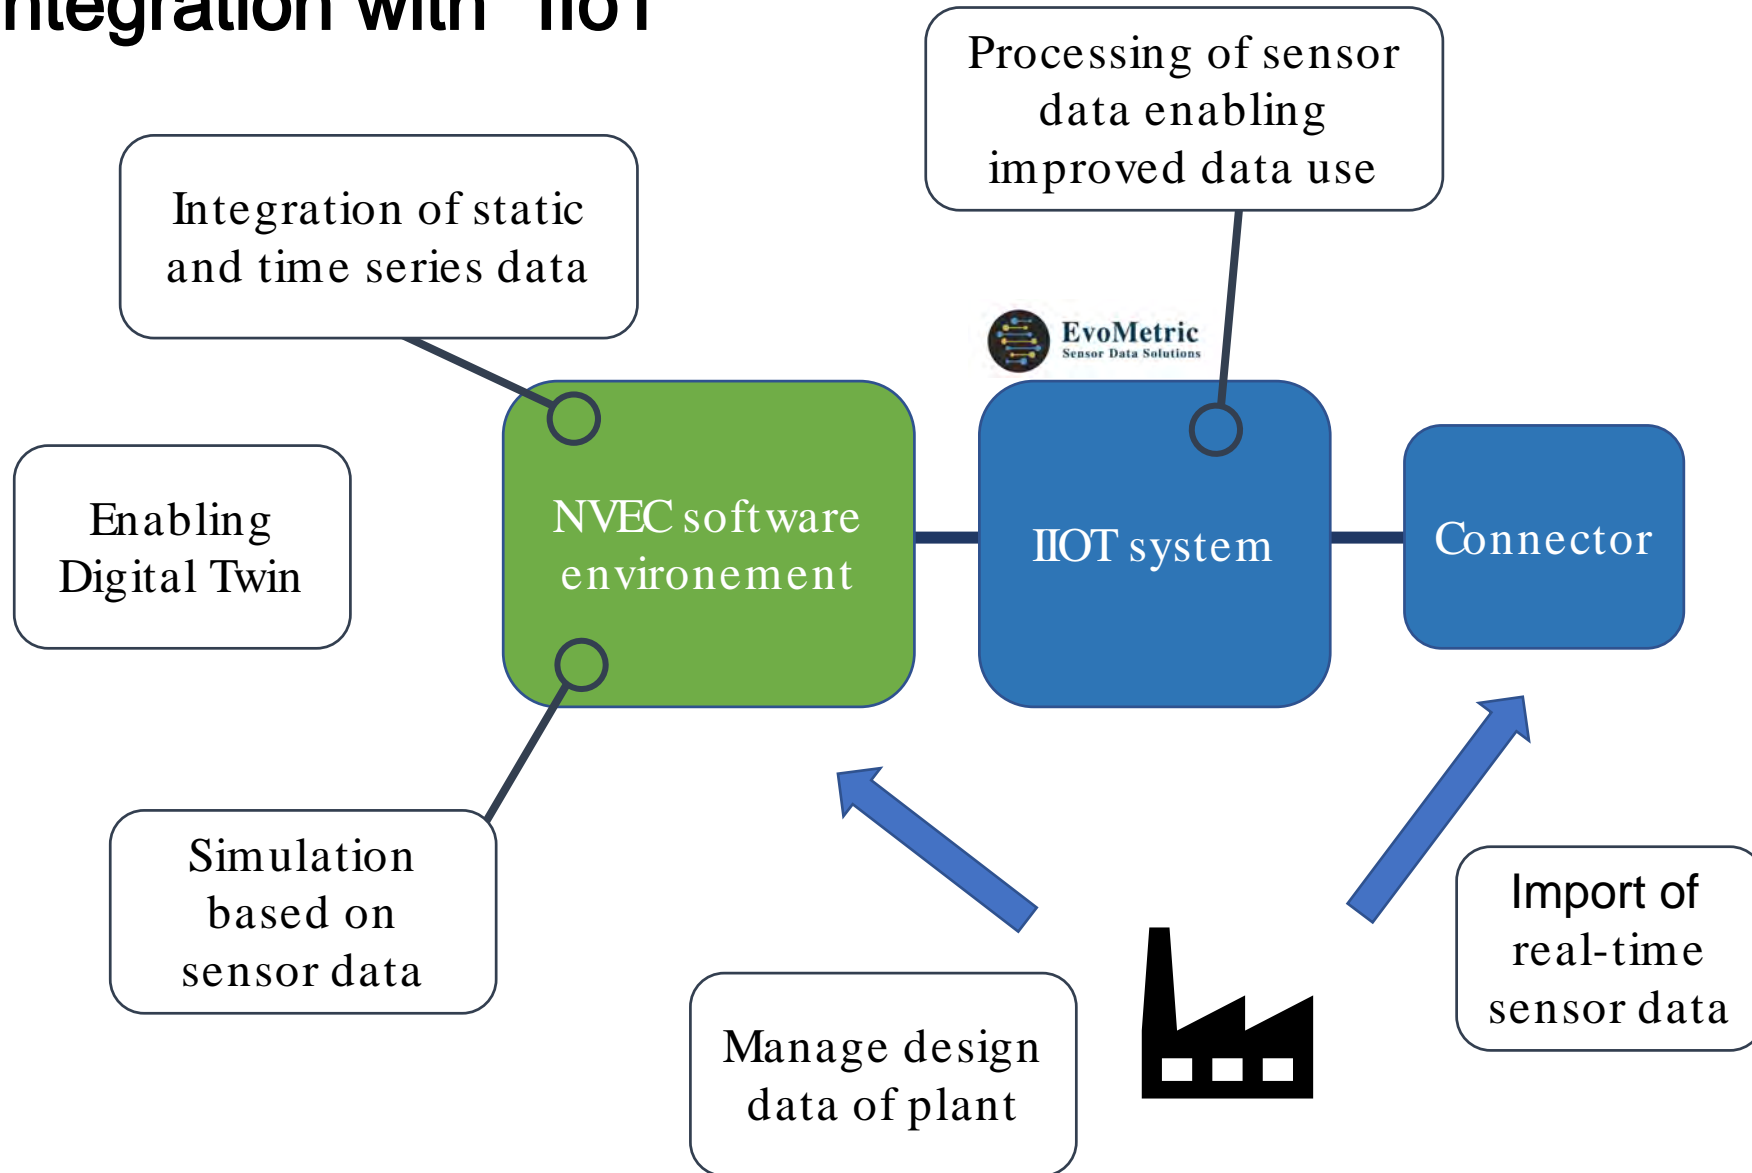 ntegration with IIoT
Processing of sensor
data enabling
improved data use
Integration of static
and time series data
EvoMetric
Sensor Data Solutions
Enabling
Digital Twin
NVEC software
environement
IIOT system
Connector
Simulation
based on
sensor data
Import of
real-time
sensor data
Manage design
data of plant